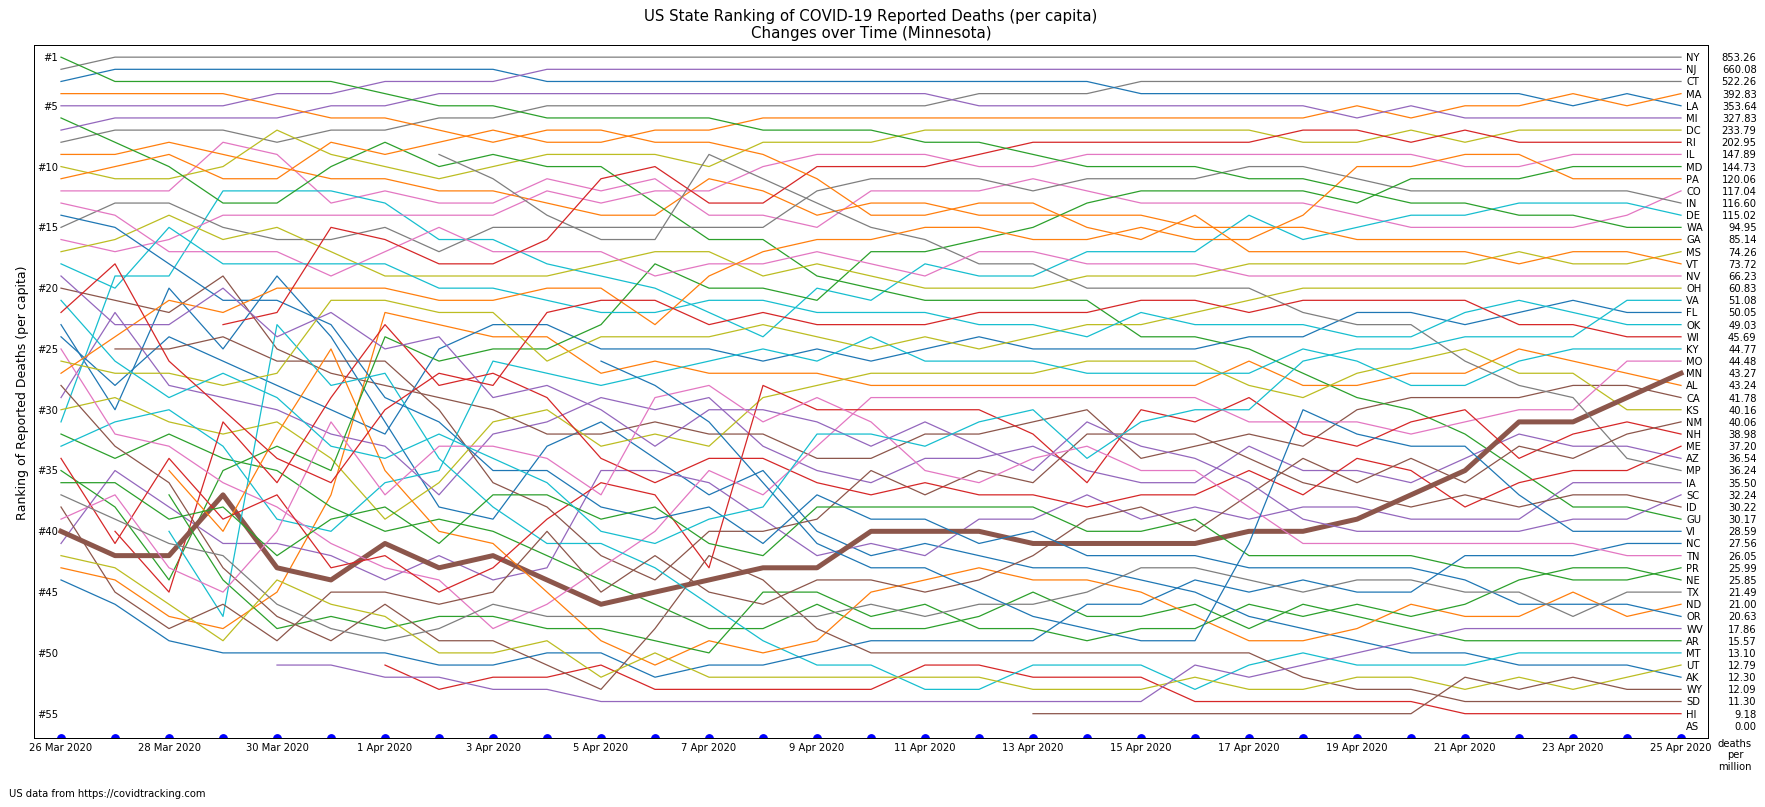 US State Ranking of COVID-19 Reported Deaths (per capita)
Changes over Time (Minnesota)
Ranking of Reported Deaths (per capita)
#1
#5
#10
#15
#20
#25
#30
#35
#40
#45
#50
#55
NY 853.26
NJ 660.08
CT 522.26
MA 392.83
LA 353.64
MI 327.83
DC 233.79
RI 202.95
IL 147.89
MD 144.73
PA 120.06
CO 117.04
IN 116.60
DE 115.02
WA 94.95
GA 85.14
MS 74.26
VT 73.72
NV 66.23
OH 60.83
VA 51.08
FL 50.05
OK 49.03
WI 45.69
KY 44.77
MO 44.48
MN 43.27
AL 43.24
CA 41.78
KS 40.16
NM 40.06
NH 38.98
ME 37.20
AZ 36.54
MP 36.24
IA 35.50
SC 32.24
ID 30.22
GU 30.17
VI 28.59
NC 27.56
TN 26.05
PR 25.99
NE 25.85
TX 21.49
ND 21.00
OR 20.63
WV 17.86
AR 15.57
MT 13.10
UT 12.79
AK 12.30
WY 12.09
SD 11.30
HI 9.18
AS 0.00
26 Mar 2020 28 Mar 2020 30 Mar 2020 1 Apr 2020 3 Apr 2020 5 Apr 2020 7 Apr 2020 9 Apr 2020 11 Apr 2020 13 Apr 2020 15 Apr 2020 17 Apr 2020 19 Apr 2020 21 Apr 2020 23 Apr 2020 25 Apr 2020
deaths
per
million
US data from https://covidtracking.com